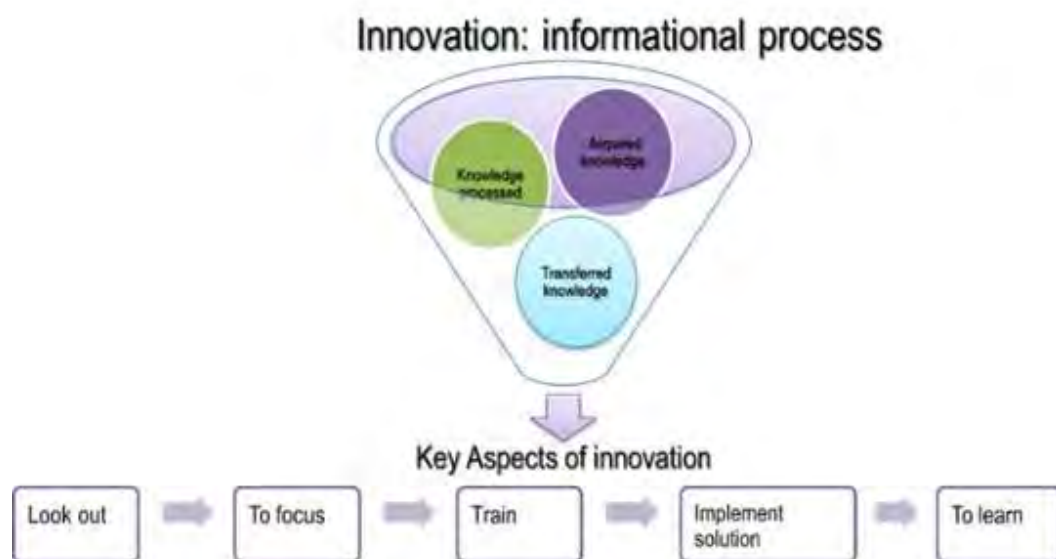 Innovation: informational process
Acquired
knowledge
Knowledge
processed
Transferred
knowledge
Key Aspects of innovation
Look out
To focus
Train
Implement
solution
To learn